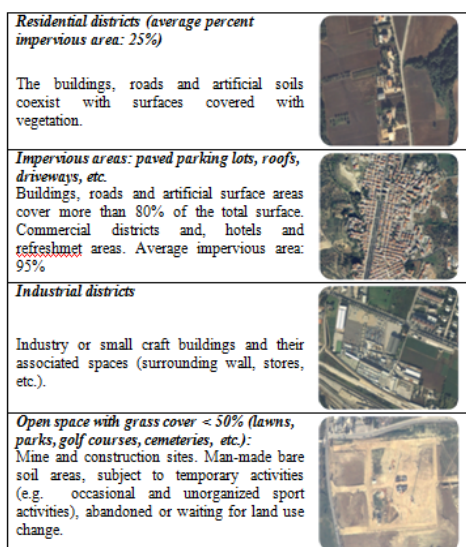 Residential districts (average percent
impervious area: 25%)
The buildings, roads and artificial soils
coexist with surfaces covered with
vegetation.
Impervious areas: paved parking lots, roofs,
driveways, etc.
Buildings, roads and artificial surface areas
cover more than 80% of the total surface.
Commercial districts and, hotels and
refreshmet areas. Average impervious area:
95%
Industrial districts
Industry or small craft buildings and their
associated spaces (surrounding wall, stores,
etc.).
Open space with grass cover < 50% (lawns,
parks, golf courses, cemeteries, etc.):
Mine and construction sites. Man-made bare
soil areas, subject to temporary activities
(e.g. occasional and unorganized sport
activities), abandoned or waiting for land use
change.